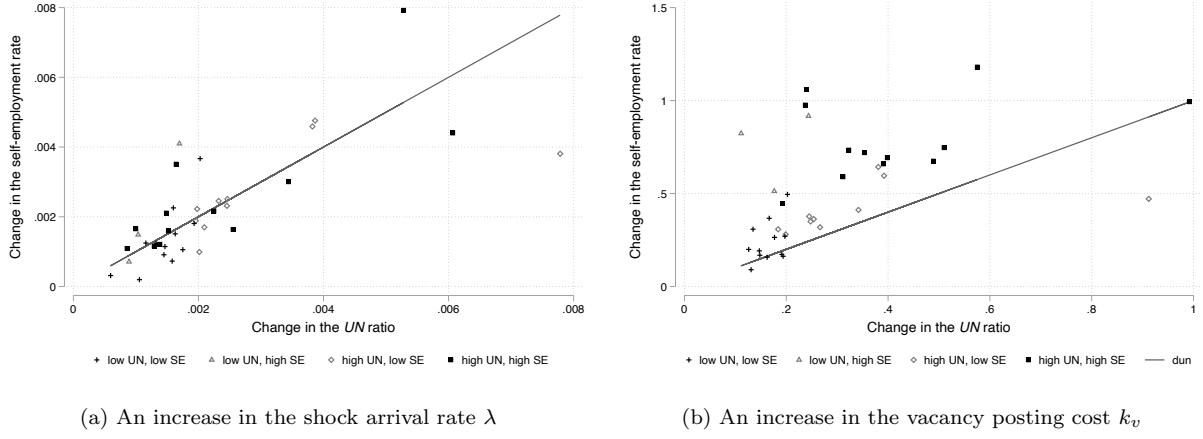 Change in the self-employment rate
.008
.006
.004
.002
0
0
.002
.004
.006
.008
Change in the UN ratio
low UN, low SE
low UN, high SE
high UN, low SE
high UN, high SE
(a) An increase in the shock arrival rate λ
Change in the self-employment rate
1.5
1
.5
0
0
.2
.4
.6
.8
1
Change in the UN ratio
low UN, low SE
low UN, high SE
high UN, low SE
high UN, high SE
dun
(b) An increase in the vacancy posting cost kᵥ